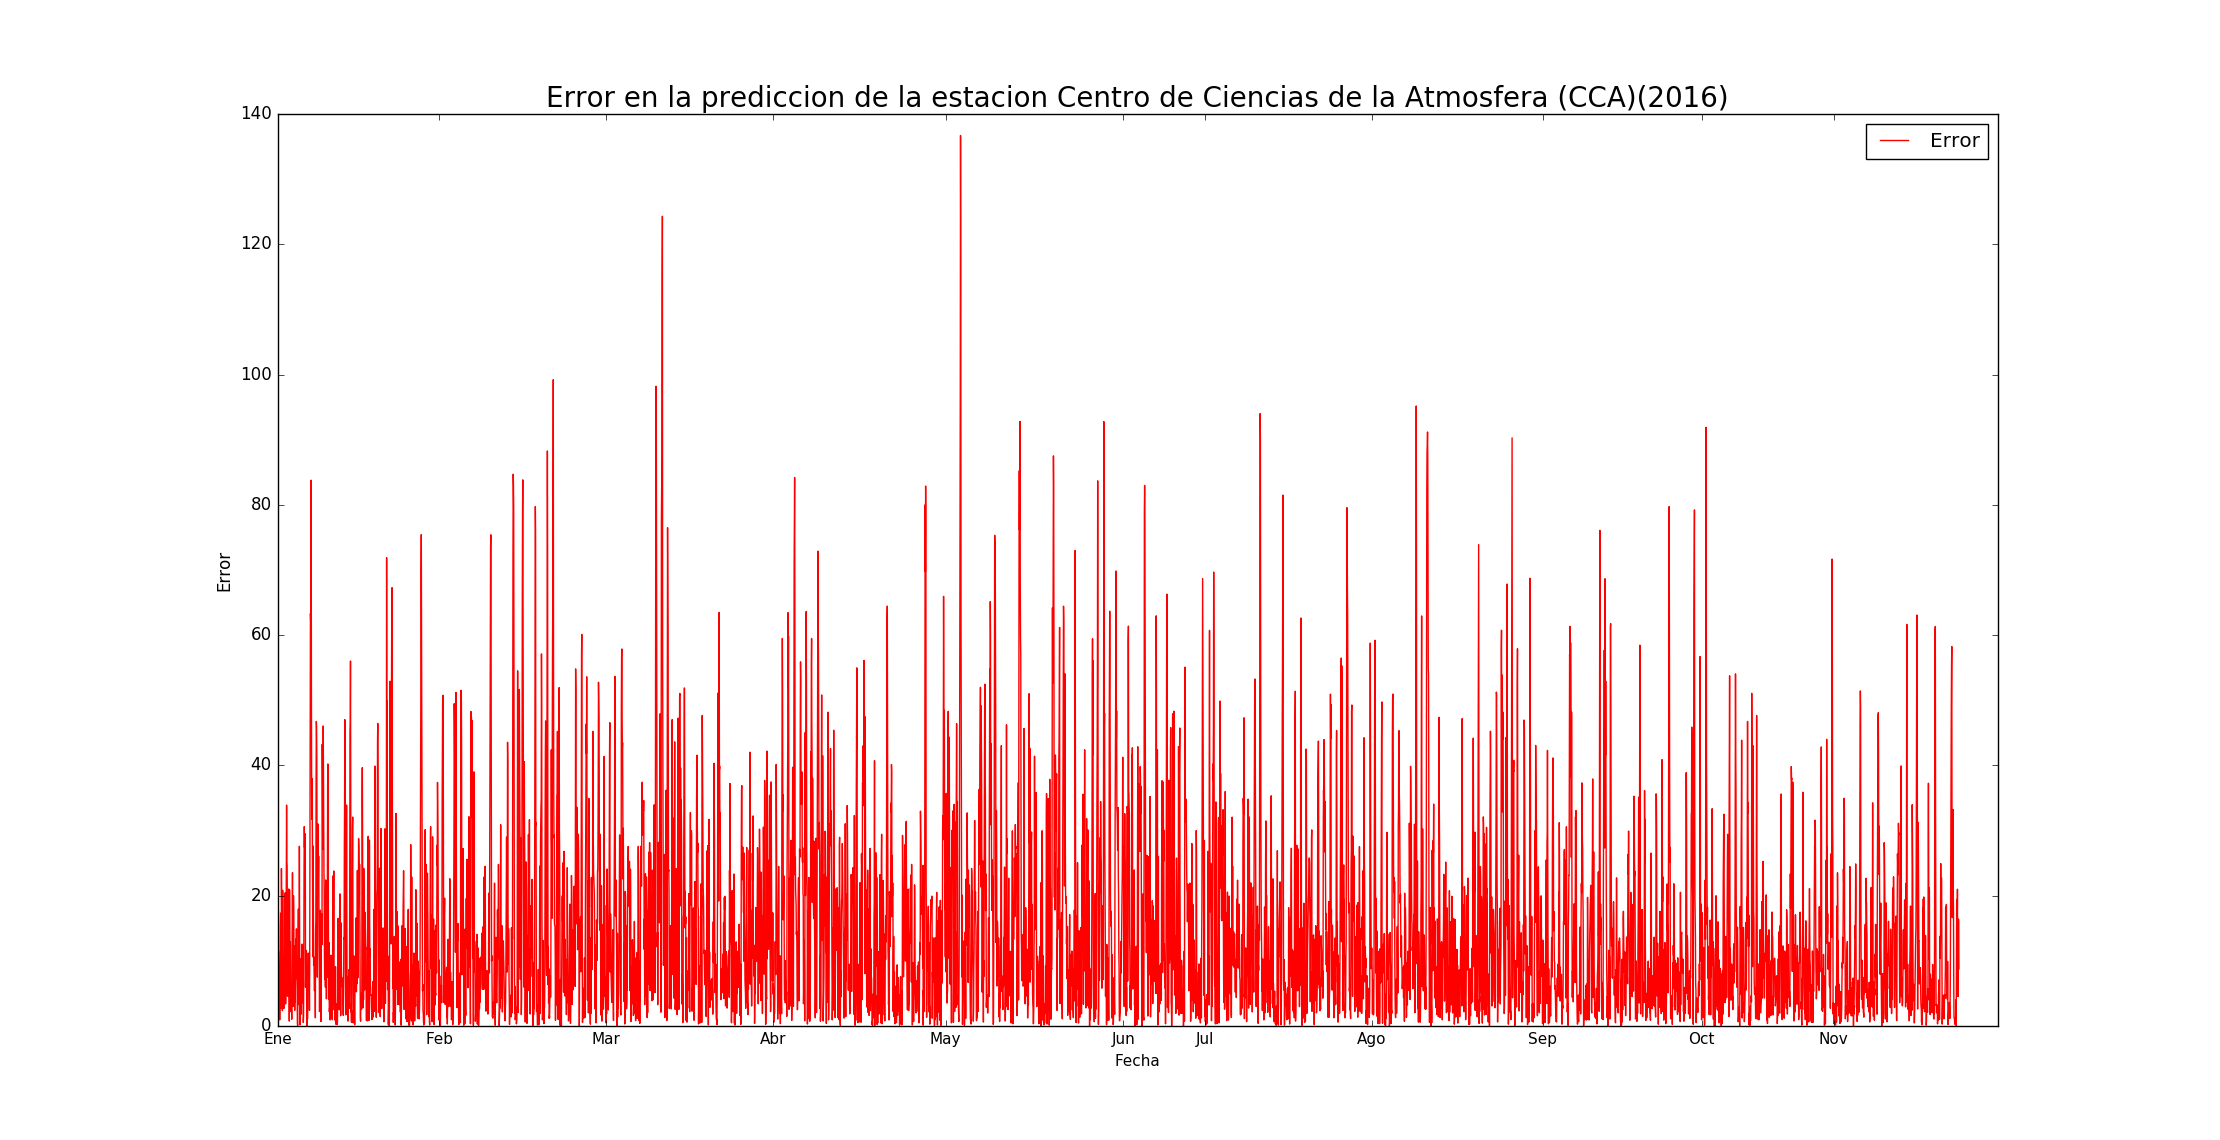 Error en la prediccion de la estacion Centro de Ciencias de la Atmosfera (CCA)(2016)
Error
140
120
100
80
60
40
20
0
Error
Ene Feb Mar Abr May Jun Jul Ago Sep Oct Nov
Fecha